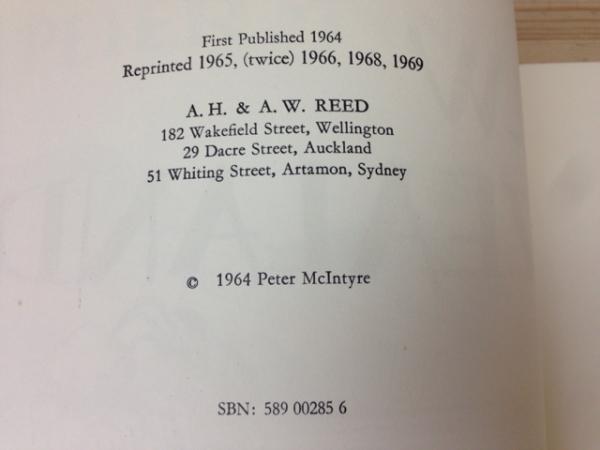 First Published 1964
Reprinted 1965, (twice) 1966, 1968, 1969
A. H. & A. W. REED
182 Wakefield Street, Wellington
29 Dacre Street, Auckland
51 Whiting Street, Artamon, Sydney
© 1964 Peter McIntyre
SBN: 589 00285 6